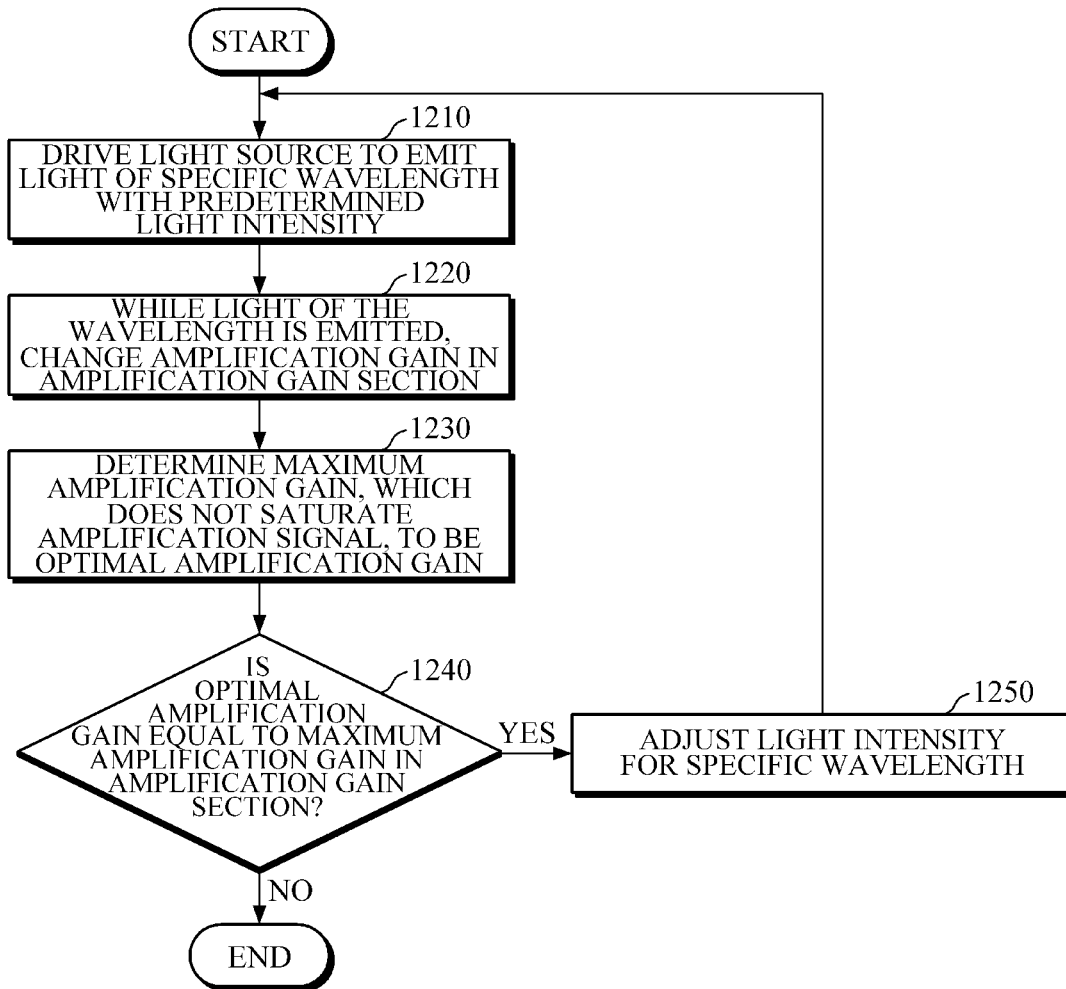 START
1210
DRIVE LIGHT SOURCE TO EMIT
LIGHT OF SPECIFIC WAVELENGTH
WITH PREDETERMINED
LIGHT INTENSITY
1220
WHILE LIGHT OF THE
WAVELENGTH IS EMITTED,
CHANGE AMPLIFICATION GAIN IN
AMPLIFICATION GAIN SECTION
1230
DETERMINE MAXIMUM
AMPLIFICATION GAIN, WHICH
DOES NOT SATURATE
AMPLIFICATION SIGNAL, TO BE
OPTIMAL AMPLIFICATION GAIN
1240
IS
OPTIMAL
AMPLIFICATION
GAIN EQUAL TO MAXIMUM
AMPLIFICATION GAIN IN
AMPLIFICATION GAIN
SECTION?
YES
1250
ADJUST LIGHT INTENSITY
FOR SPECIFIC WAVELENGTH
NO
END